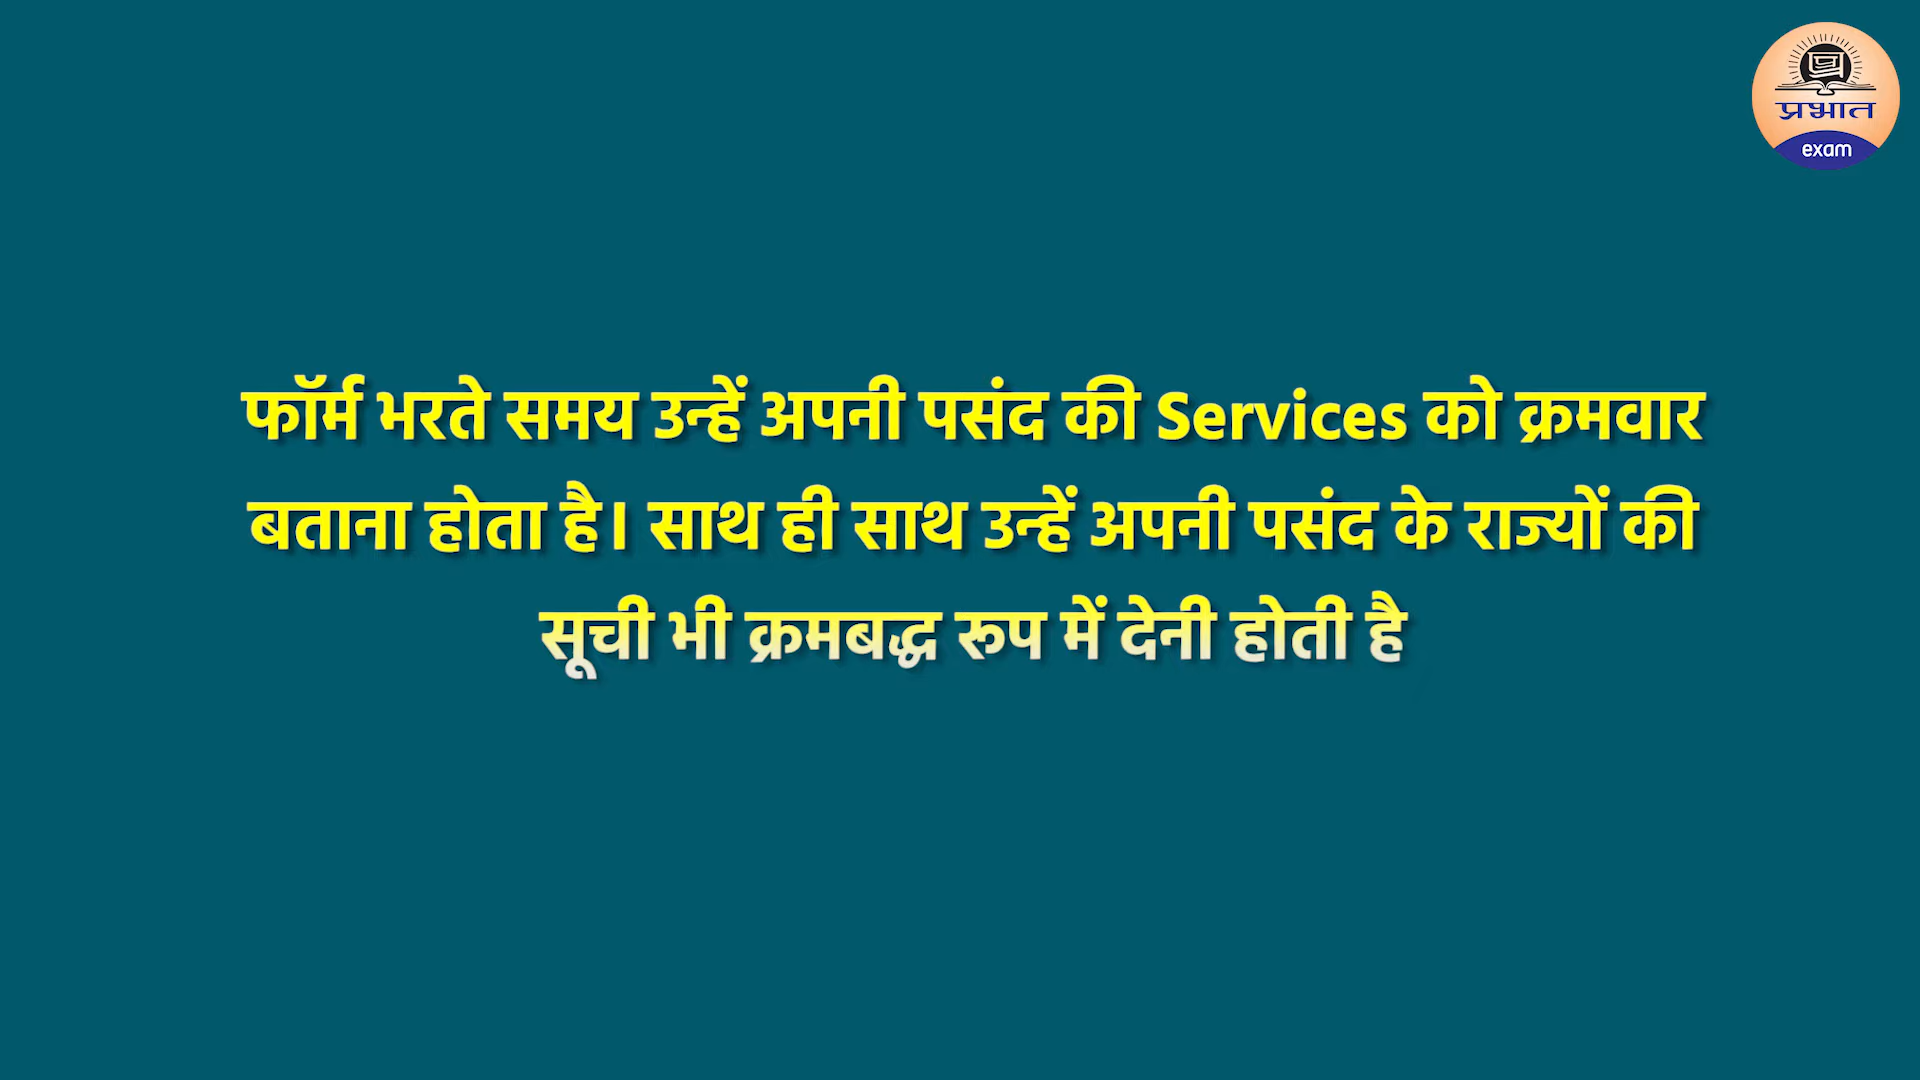 प्रभात
exam
फॉर्म भरते समय उन्हें अपनी पसंद की Services को क्रमवार
बताना होता है। साथ ही साथ उन्हें अपनी पसंद के राज्यों की
सूची भी क्रमबद्ध रूप में देनी होती है